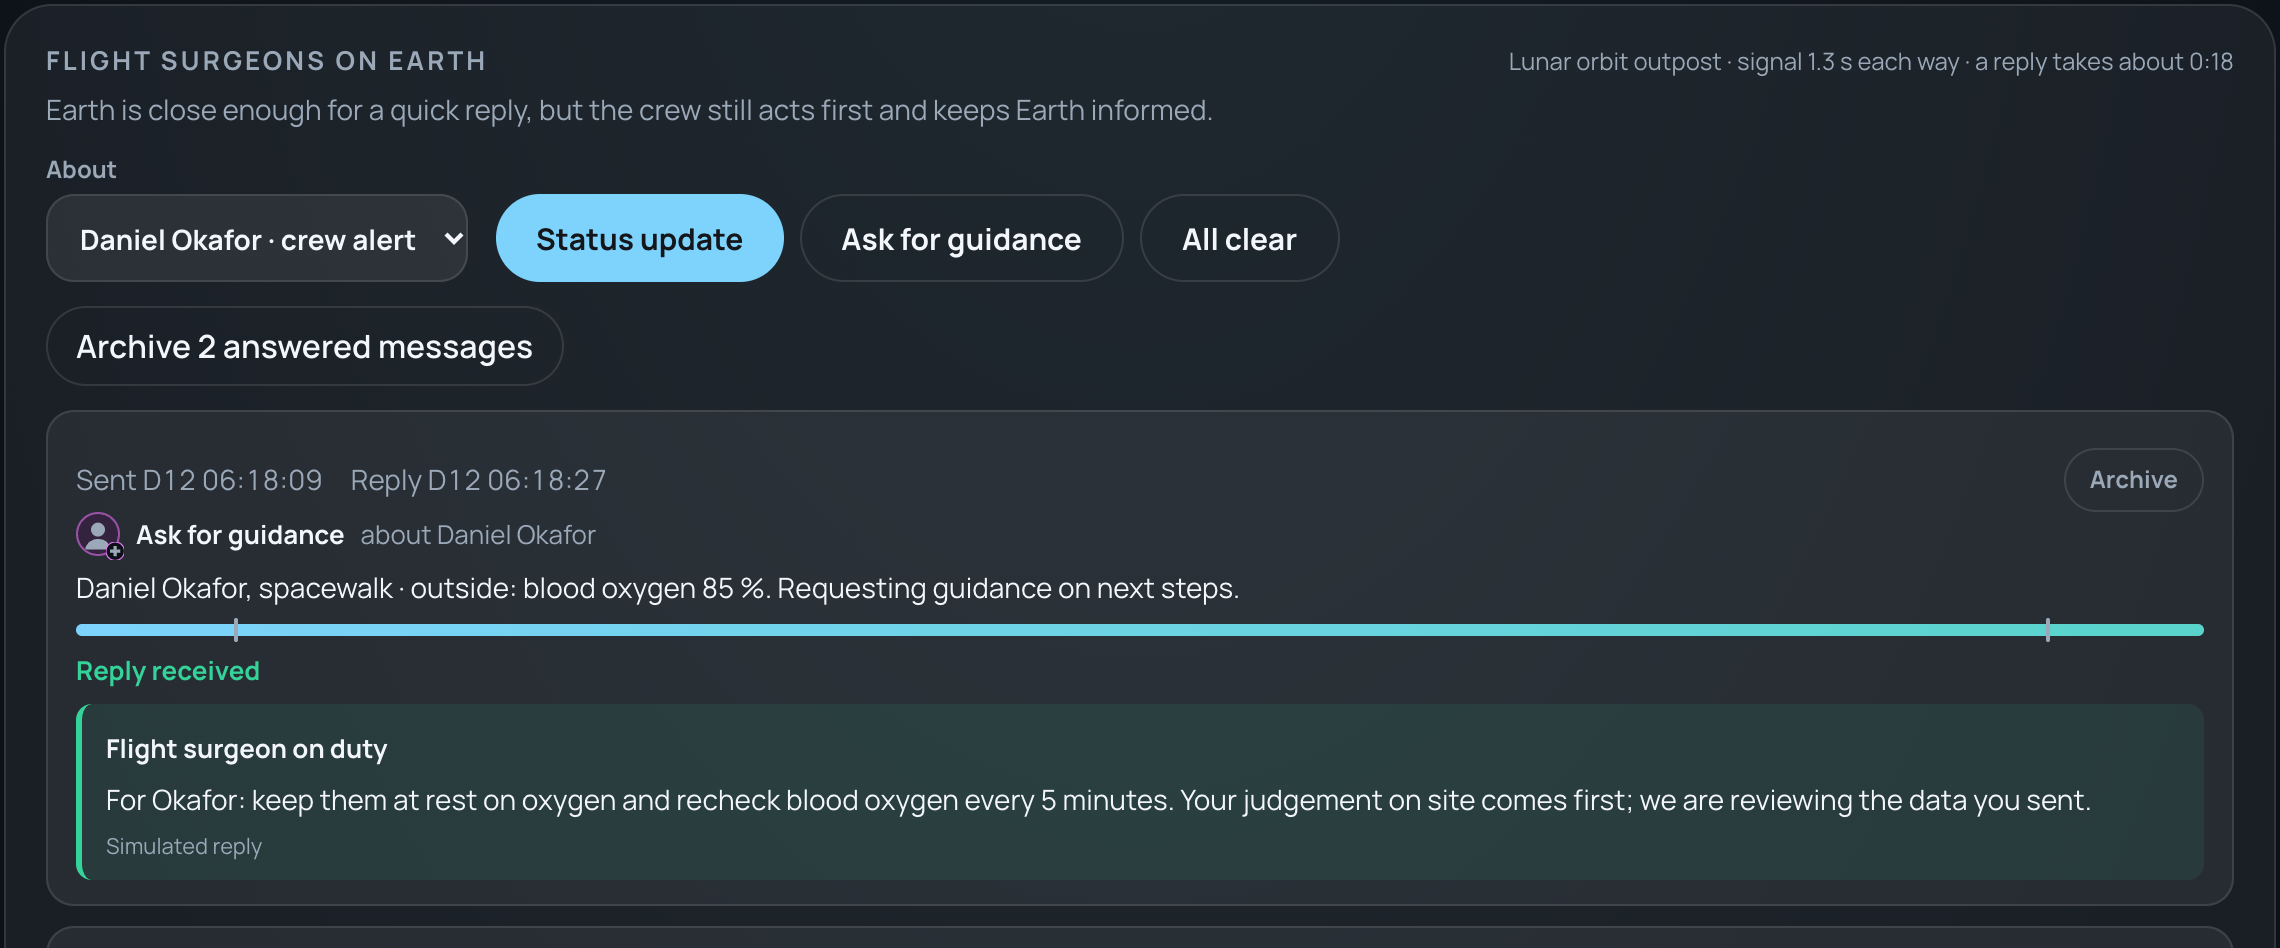 FLIGHT SURGEONS ON EARTH
Lunar orbit outpost · signal 1.3 s each way · a reply takes about 0:18
Earth is close enough for a quick reply, but the crew still acts first and keeps Earth informed.
About
Daniel Okafor · crew alert
Status update
Ask for guidance
All clear
Archive 2 answered messages
Sent D12 06:18:09 Reply D12 06:18:27
Archive
Ask for guidance about Daniel Okafor
Daniel Okafor, spacewalk · outside: blood oxygen 85 %. Requesting guidance on next steps.
Reply received
Flight surgeon on duty
For Okafor: keep them at rest on oxygen and recheck blood oxygen every 5 minutes. Your judgement on site comes first; we are reviewing the data you sent.
Simulated reply